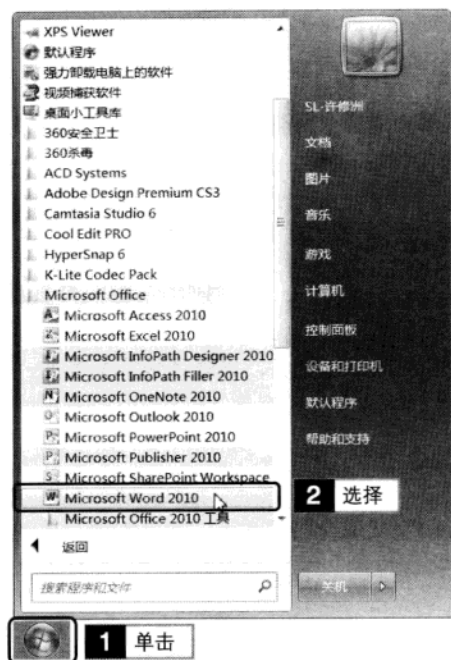 XPS Viewer
默认程序
强力卸载电脑上的软件
视频捕获软件
桌面小工具库
360安全卫士
360杀毒
ACD Systems
Adobe Design Premium CS3
Camtasia Studio 6
Cool Edit PRO
HyperSnap 6
K-Lite Codec Pack
Microsoft Office
Microsoft Access 2010
Microsoft Excel 2010
Microsoft InfoPath Designer 2010
Microsoft InfoPath Filler 2010
Microsoft OneNote 2010
Microsoft Outlook 2010
Microsoft PowerPoint 2010
Microsoft Publisher 2010
Microsoft SharePoint Workspace
Microsoft Word 2010
Microsoft Office 2010 工具
返回
搜索程序和文件
SL-许修洲
文档
图片
音乐
游戏
计算机
控制面板
设备和打印机
默认程序
帮助和支持
2 选择
关机
1 单击